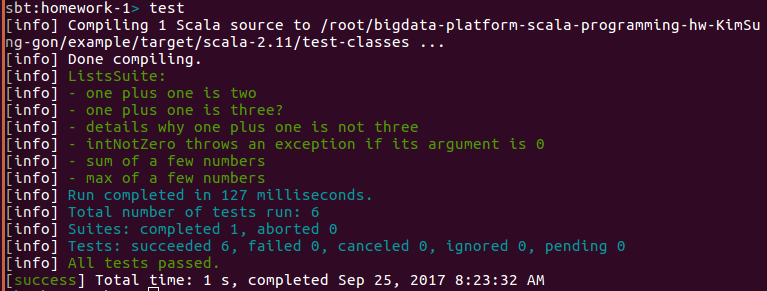 sbt:homework-1> test
[info] Compiling 1 Scala source to /root/bigdata-platform-scala-programming-hw-KimSu
ng-gon/example/target/scala-2.11/test-classes ...
[info] Done compiling.
[info] ListsSuite:
[info] - one plus one is two
[info] - one plus one is three?
[info] - details why one plus one is not three
[info] - intNotZero throws an exception if its argument is 0
[info] - sum of a few numbers
[info] - max of a few numbers
[info] Run completed in 127 milliseconds.
[info] Total number of tests run: 6
[info] Suites: completed 1, aborted 0
[info] Tests: succeeded 6, failed 0, canceled 0, ignored 0, pending 0
[info] All tests passed.
[success] Total time: 1 s, completed Sep 25, 2017 8:23:32 AM